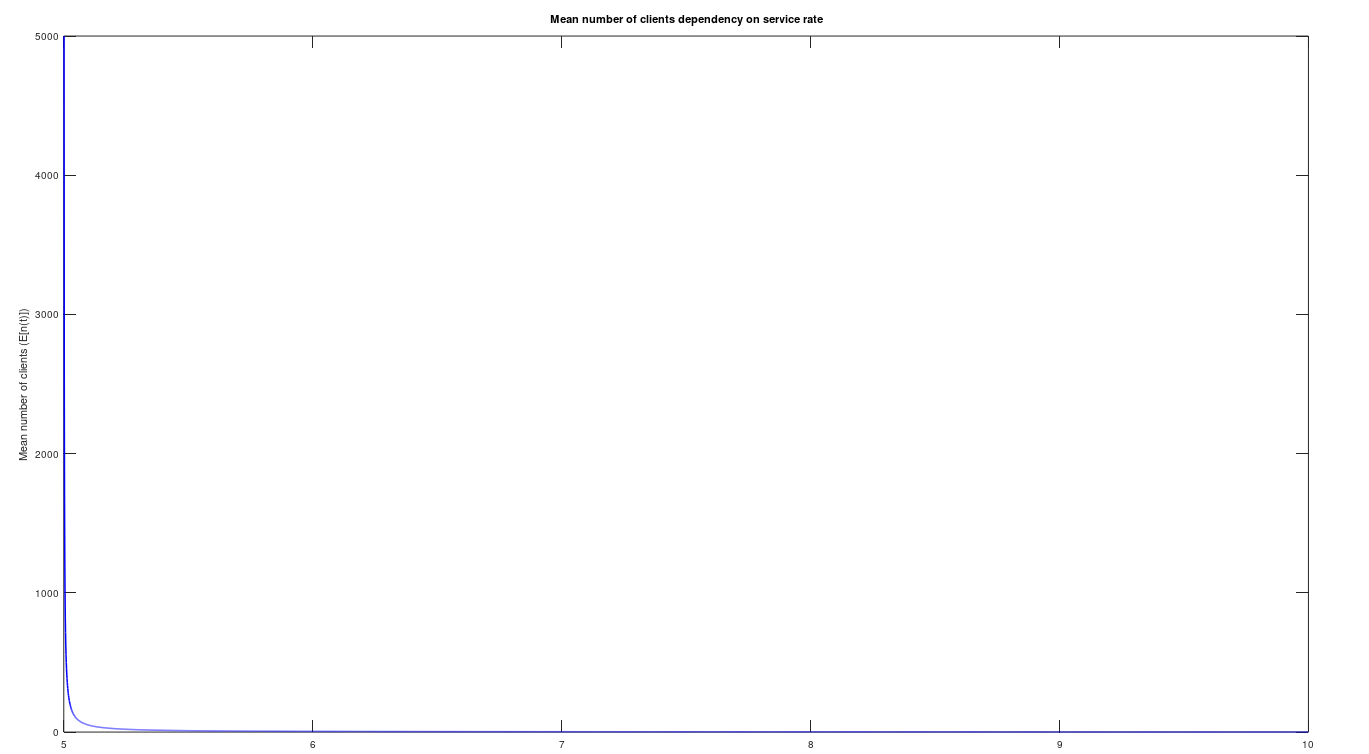 Mean number of clients dependency on service rate
5000
4000
3000
2000
1000
0
Mean number of clients (E[n(t)])
5 6 7 8 9 10